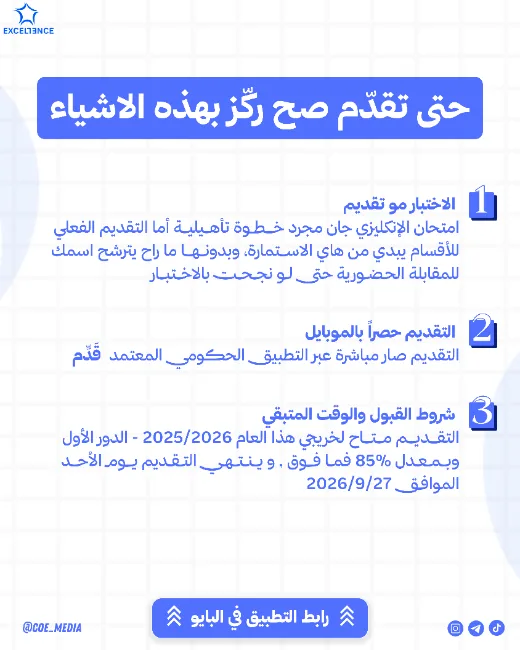 EXCELLENCE
حتى تقدّم صح ركّز بهذه الاشياء
1
الاختبار مو تقديم
امتحان الإنكليزي جان مجرد خطوة تأهيلية أما التقديم الفعلي
للأقسام يبدي من هاي الاستمارة، وبدونها ما راح يترشح اسمك
للمقابلة الحضورية حتى لو نجحت بالاختبار
2
التقديم حصراً بالموبايل
التقديم صار مباشرة عبر التطبيق الحكومي المعتمد قَدِّم
3
شروط القبول والوقت المتبقي
التقديم متاح لخريجي هذا العام 2025/2026 - الدور الأول
وبمعدل 85% فما فوق . و ينتهي التقديم يوم الأحد
الموافق 2026/9/27
رابط التطبيق في البايو
@COE_MEDIA